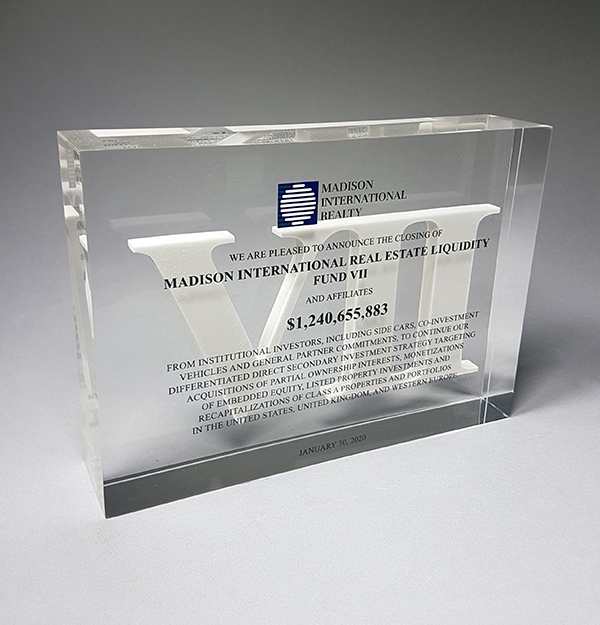 MADISON
INTERNATIONAL
REALTY
WE ARE PLEASED TO ANNOUNCE THE CLOSING OF
MADISON INTERNATIONAL REAL ESTATE LIQUIDITY
FUND VII
AND AFFILIATES
$1,240,655,883
FROM INSTITUTIONAL INVESTORS, INCLUDING SIDE CARS, CO-INVESTMENT
VEHICLES AND GENERAL PARTNER COMMITMENTS, TO CONTINUE OUR
DIFFERENTIATED DIRECT SECONDARY INVESTMENT STRATEGY TARGETING
ACQUISITIONS OF PARTIAL OWNERSHIP INTERESTS, MONETIZATIONS
OF EMBEDDED EQUITY, LISTED PROPERTY INVESTMENTS AND
RECAPITALIZATIONS OF CLASS A PROPERTIES AND PORTFOLIOS
IN THE UNITED STATES, UNITED KINGDOM, AND WESTERN EUROPE.
JANUARY 30, 2020
VII